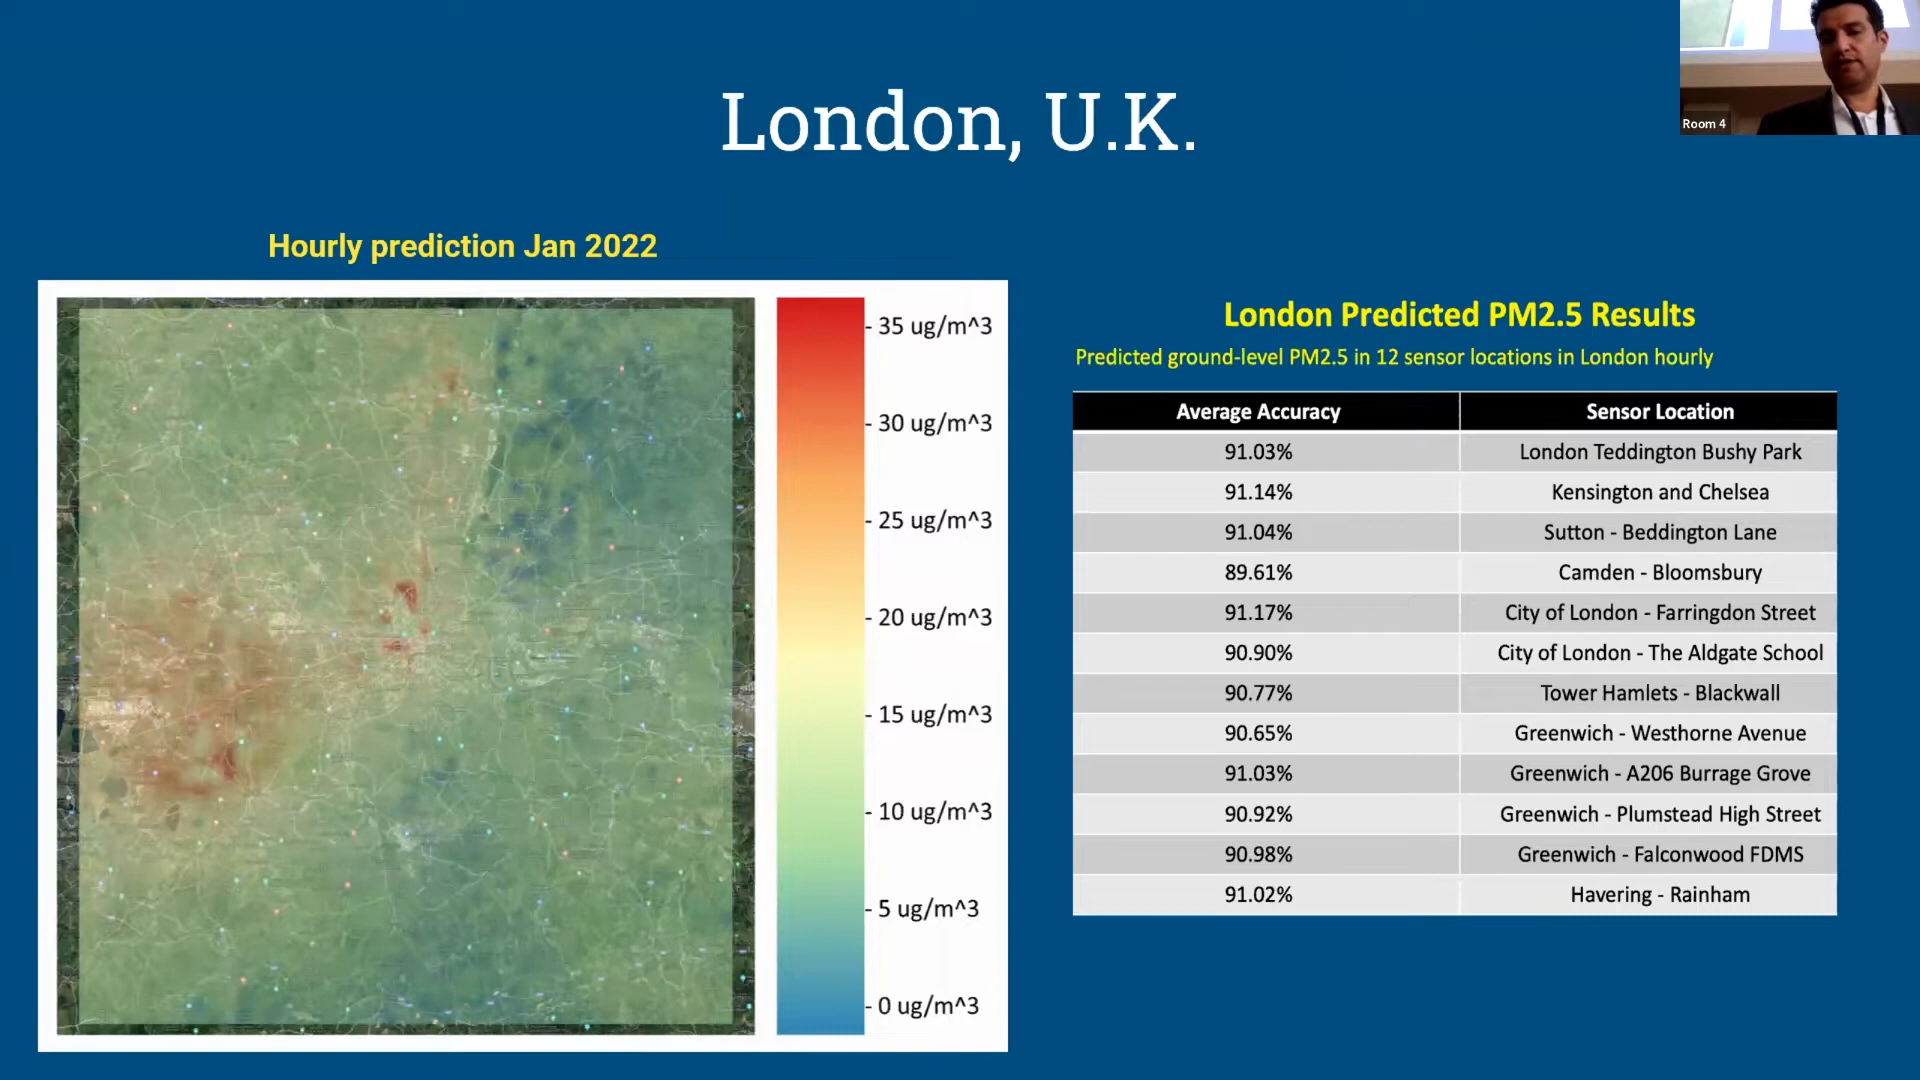 London, U.K.
Room 4
Hourly prediction Jan 2022
35 ug/m^3
30 ug/m^3
25 ug/m^3
20 ug/m^3
15 ug/m^3
10 ug/m^3
5 ug/m^3
0 ug/m^3
London Predicted PM2.5 Results
Predicted ground-level PM2.5 in 12 sensor locations in London hourly
Average Accuracy Sensor Location
91.03% London Teddington Bushy Park
91.14% Kensington and Chelsea
91.04% Sutton - Beddington Lane
89.61% Camden - Bloomsbury
91.17% City of London - Farringdon Street
90.90% City of London - The Aldgate School
90.77% Tower Hamlets - Blackwall
90.65% Greenwich - Westhorne Avenue
91.03% Greenwich - A206 Burrage Grove
90.92% Greenwich - Plumstead High Street
90.98% Greenwich - Falconwood FDMS
91.02% Havering - Rainham